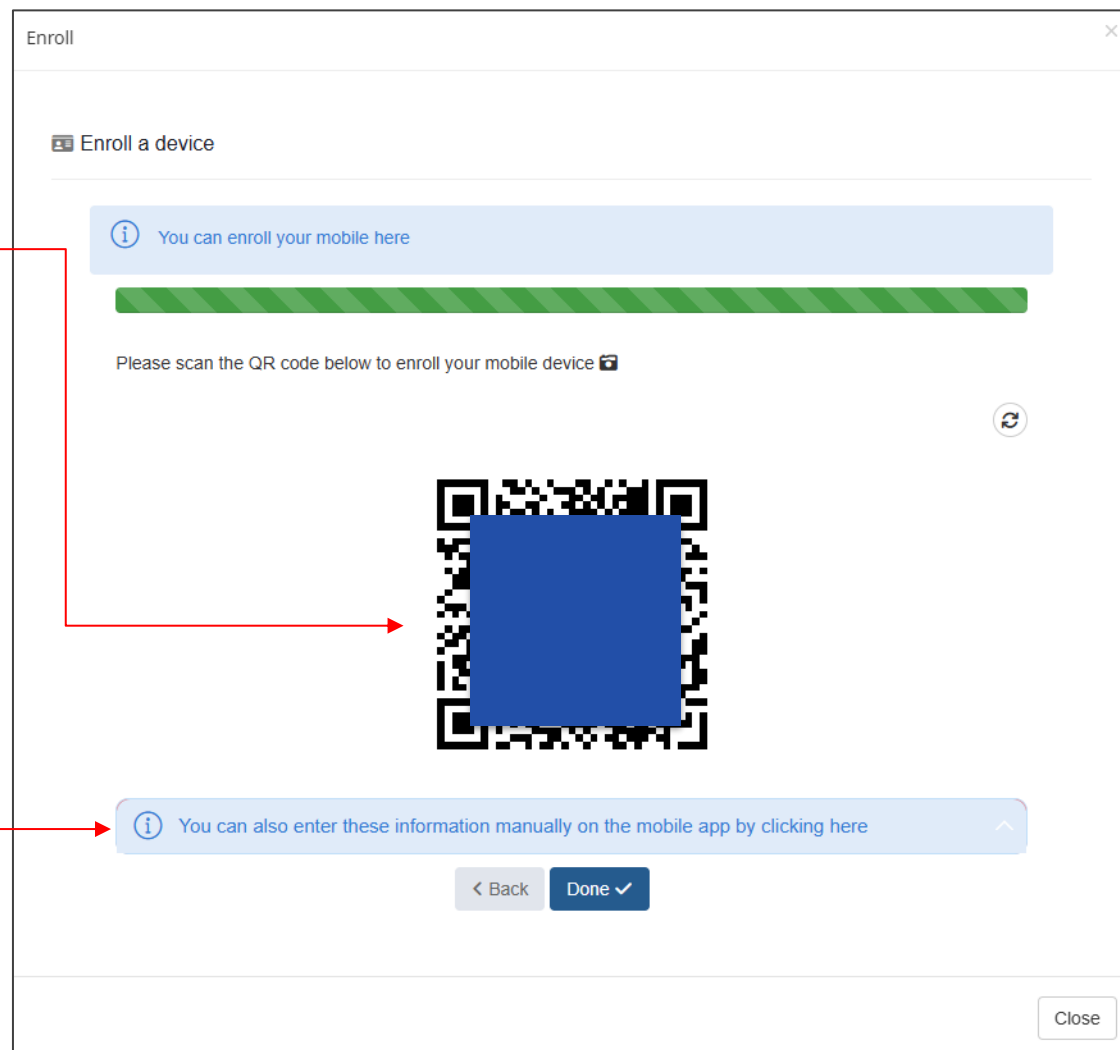 Enroll
Enroll a device
You can enroll your mobile here
Please scan the QR code below to enroll your mobile device
You can also enter these information manually on the mobile app by clicking here
Back
Done
Close